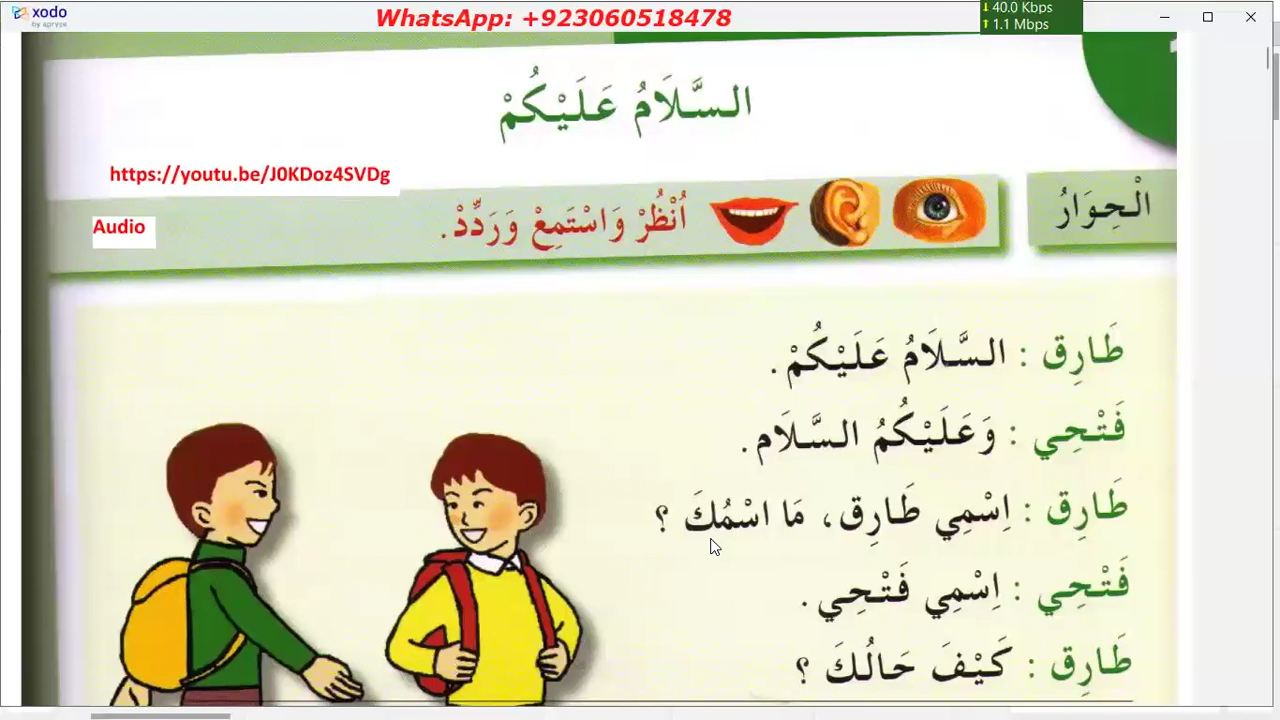 xodo
by apryse
WhatsApp: +923060518478
40.0 Kbps
1.1 Mbps
السَّلَامُ عَلَيْكُمْ
https://youtu.be/J0KDoz4SVDg
Audio
الْحِوَارُ
اُنْظُرْ وَاسْتَمِعْ وَرَدِّدْ.
طَارِق : السَّلَامُ عَلَيْكُمْ.
فَتْحِي : وَعَلَيْكُمُ السَّلَام.
طَارِق : اِسْمِي طَارِق، مَا اسْمُكَ ؟
فَتْحِي : اِسْمِي فَتْحِي.
طَارِق : كَيْفَ حَالُكَ ؟